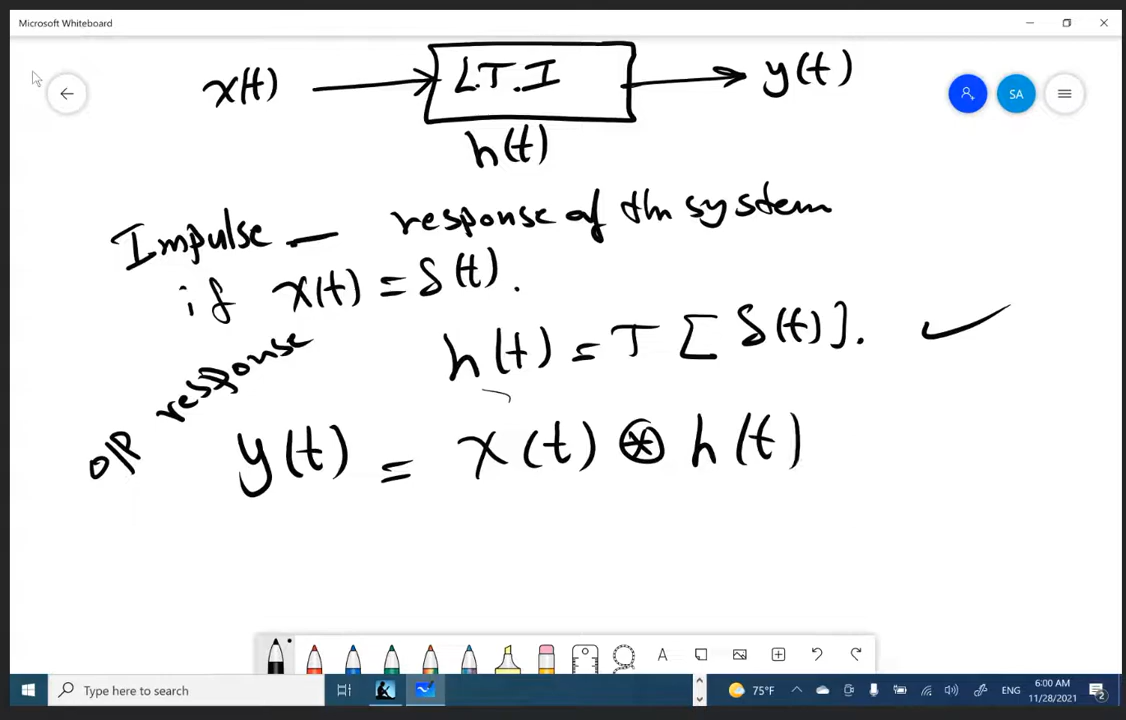 Microsoft Whiteboard
x(t) L.T.I y(t)
h(t)
SA
Impulse — response of the system
if x(t) = δ(t).
h(t) = T [ δ(t) ].
o/p response
y(t) = x(t) ⊛ h(t)
A
Type here to search
75°F
ENG
6:00 AM
11/28/2021
2